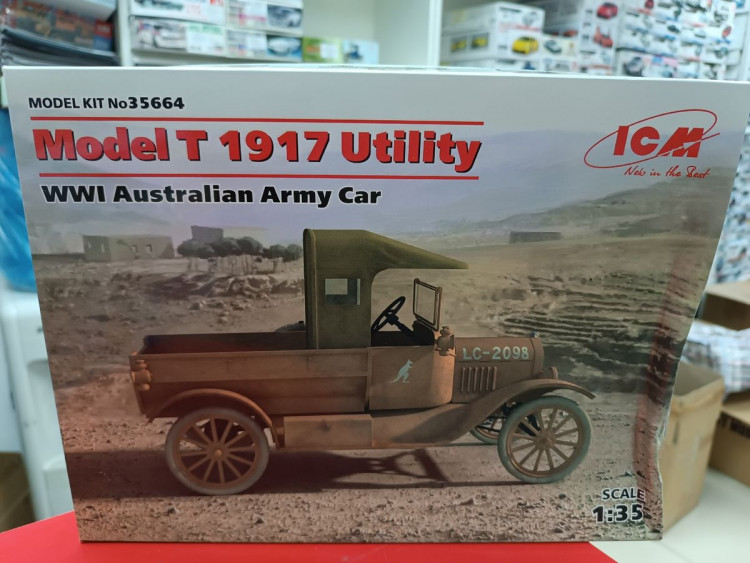 MODEL KIT No35664
Model T 1917 Utility
WWI Australian Army Car
ICM
New in the Best
LC-2098
SCALE
1:35